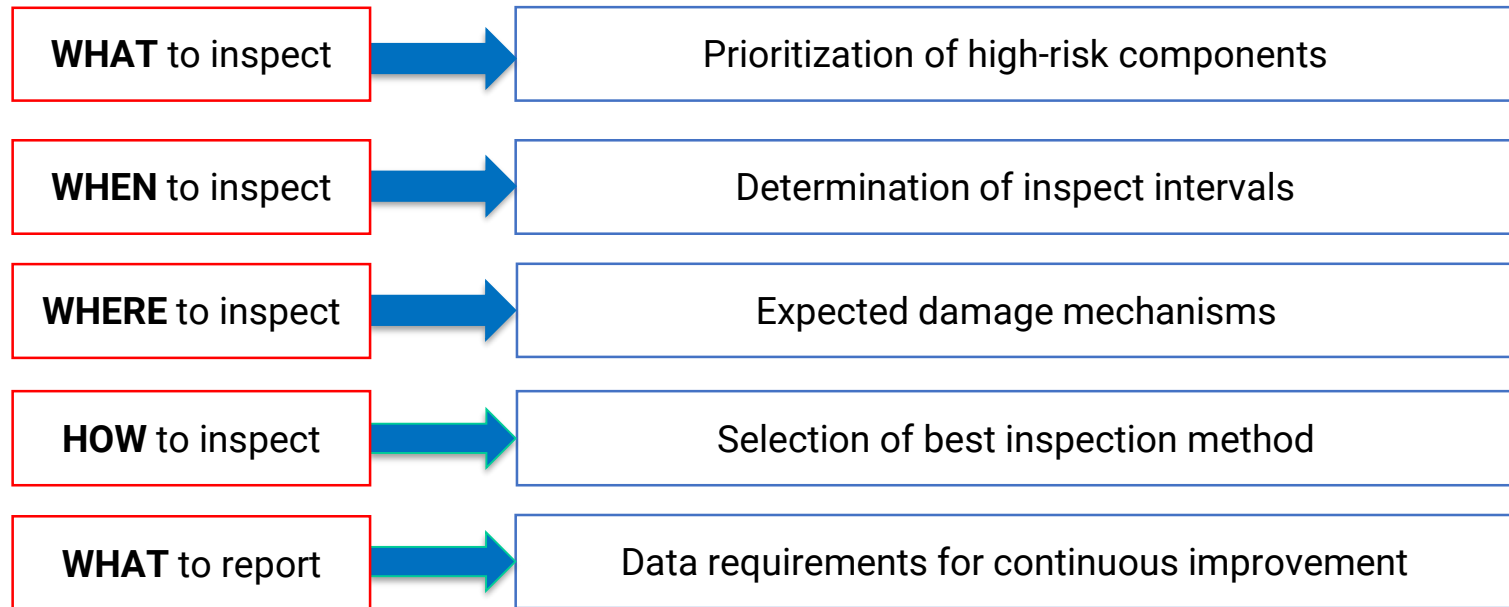 WHAT to inspect
Prioritization of high-risk components
WHEN to inspect
Determination of inspect intervals
WHERE to inspect
Expected damage mechanisms
HOW to inspect
Selection of best inspection method
WHAT to report
Data requirements for continuous improvement